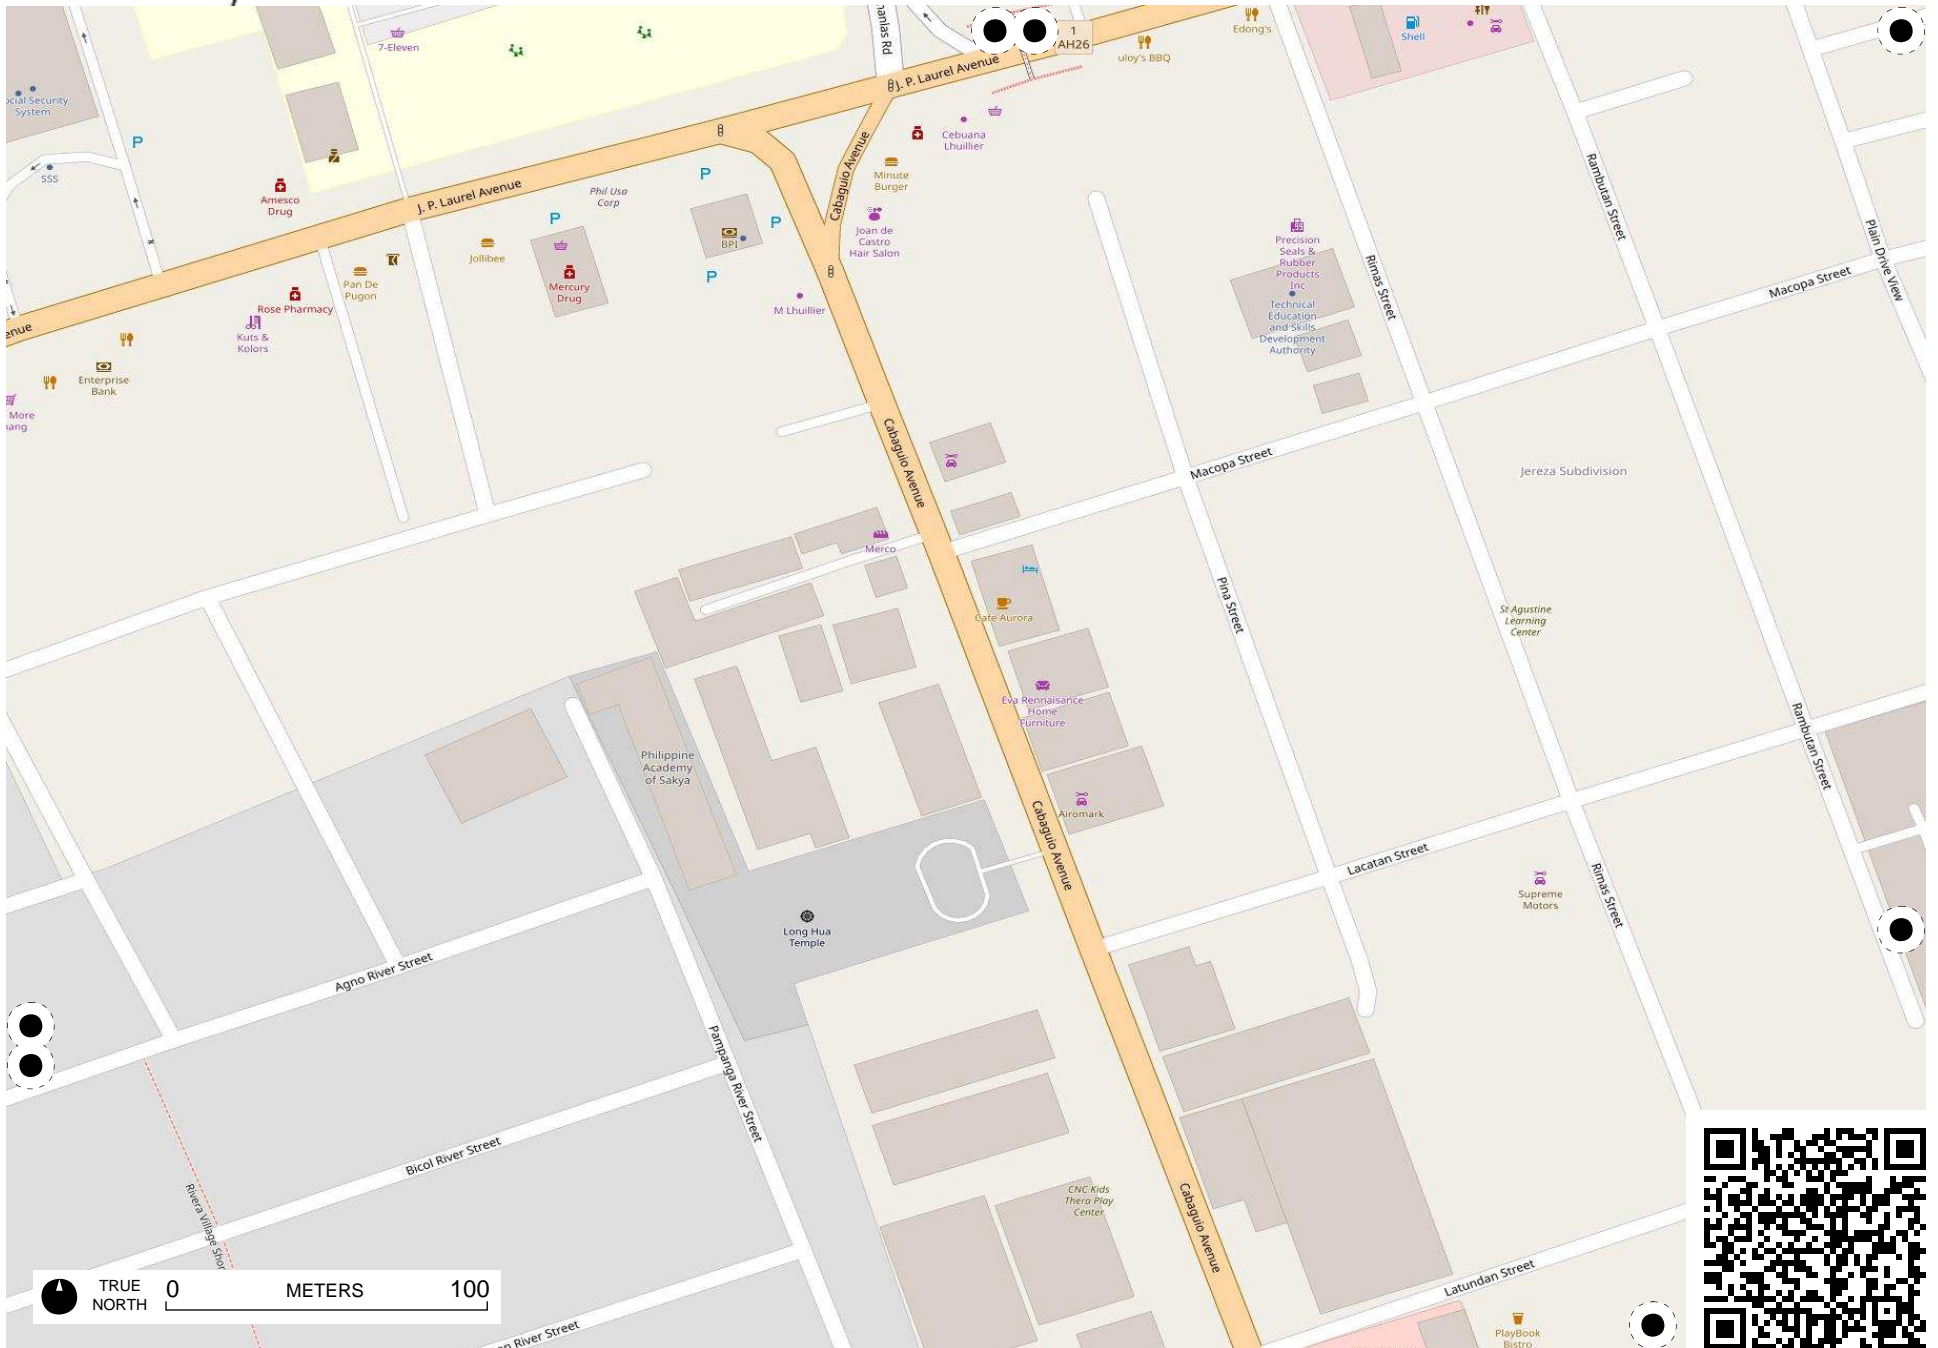 7-Eleven
Edong's
Shell
1
AH26
uloy's BBQ
J. P. Laurel Avenue
System
SSS
Cebuana
Lhuillier
Minute
Burger
Cabaguio Avenue
Amesco
Drug
J. P. Laurel Avenue
Phil Usa
Corp
P
P
P
P
P
BPI
Joan de
Castro
Hair Salon
Jollibee
Mercury
Drug
M Lhuillier
Pan De
Pugon
Rose Pharmacy
Kuts &
Kolors
Enterprise
Bank
More
Precision
Seals &
Rubber
Products
Inc
Technical
Education
and Skills
Development
Authority
Rimas Street
Rambutan Street
Plain Drive View
Macopa Street
Macopa Street
Jereza Subdivision
Cabaguio Avenue
Merco
Cafe Aurora
Pina Street
St Agustine
Learning
Center
Eva Rennaisance
Home
Furniture
Rambutan Street
Philippine
Academy
of Sakya
Airomark
Cabaguio Avenue
Lacatan Street
Supreme
Motors
Rimas Street
Long Hua
Temple
Agno River Street
Pampanga River Street
Bicol River Street
Rivera Village
CNC Kids
Thera Play
Center
Cabaguio Avenue
Latundan Street
TRUE
NORTH
0 METERS 100
River Street
PlayBook
Bistro